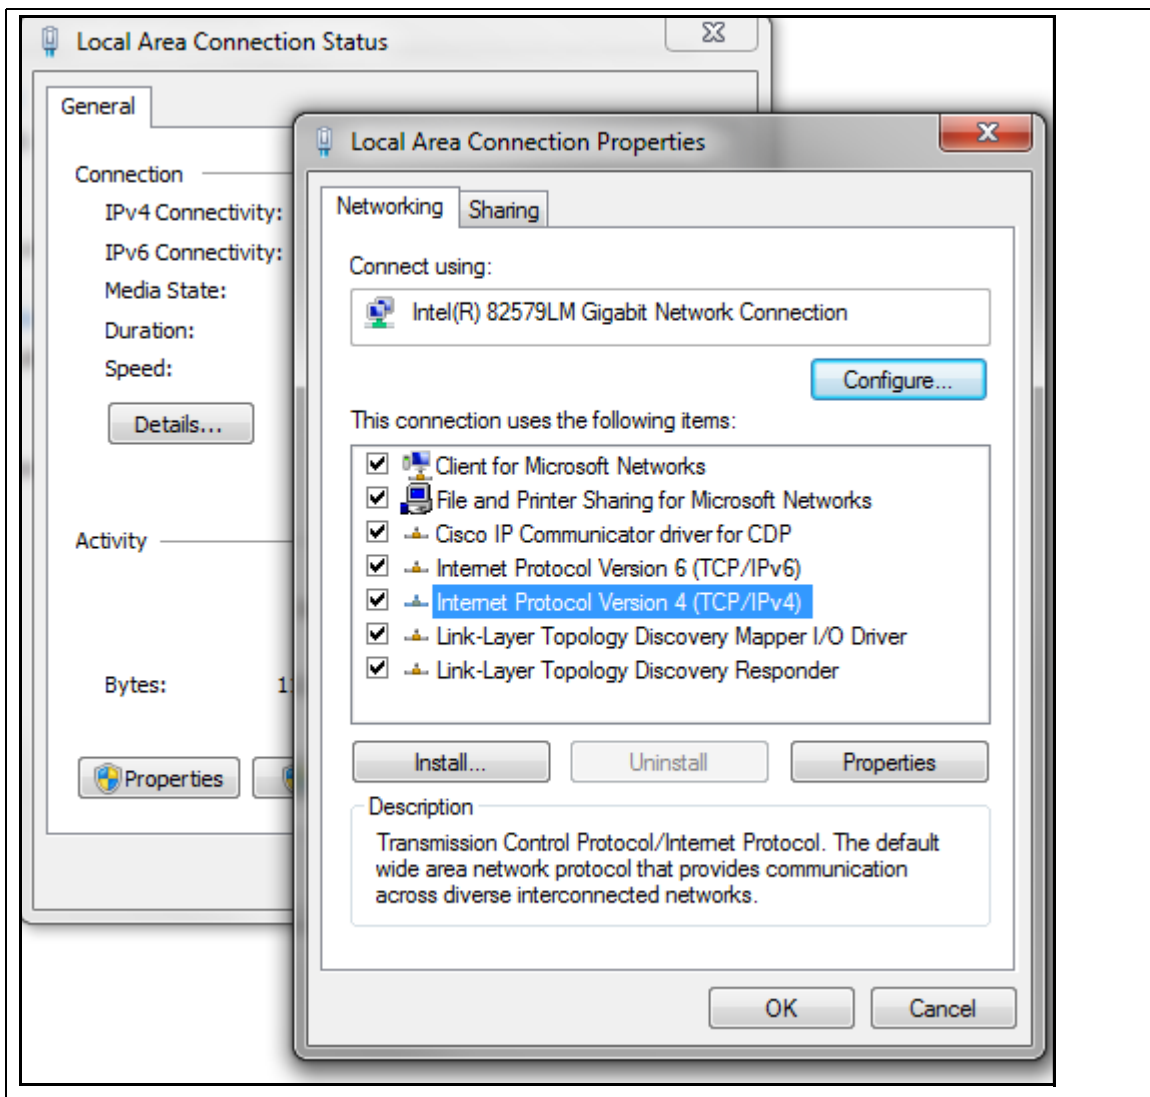 Local Area Connection Status
General
Connection
IPv4 Connectivity:
IPv6 Connectivity:
Media State:
Duration:
Speed:
Details...
Activity
Bytes:
Properties
Local Area Connection Properties
Networking
Sharing
Connect using:
Intel(R) 82579LM Gigabit Network Connection
Configure...
This connection uses the following items:
Client for Microsoft Networks
File and Printer Sharing for Microsoft Networks
Cisco IP Communicator driver for CDP
Internet Protocol Version 6 (TCP/IPv6)
Internet Protocol Version 4 (TCP/IPv4)
Link-Layer Topology Discovery Mapper I/O Driver
Link-Layer Topology Discovery Responder
Install...
Uninstall
Properties
Description
Transmission Control Protocol/Internet Protocol. The default
wide area network protocol that provides communication
across diverse interconnected networks.
OK
Cancel